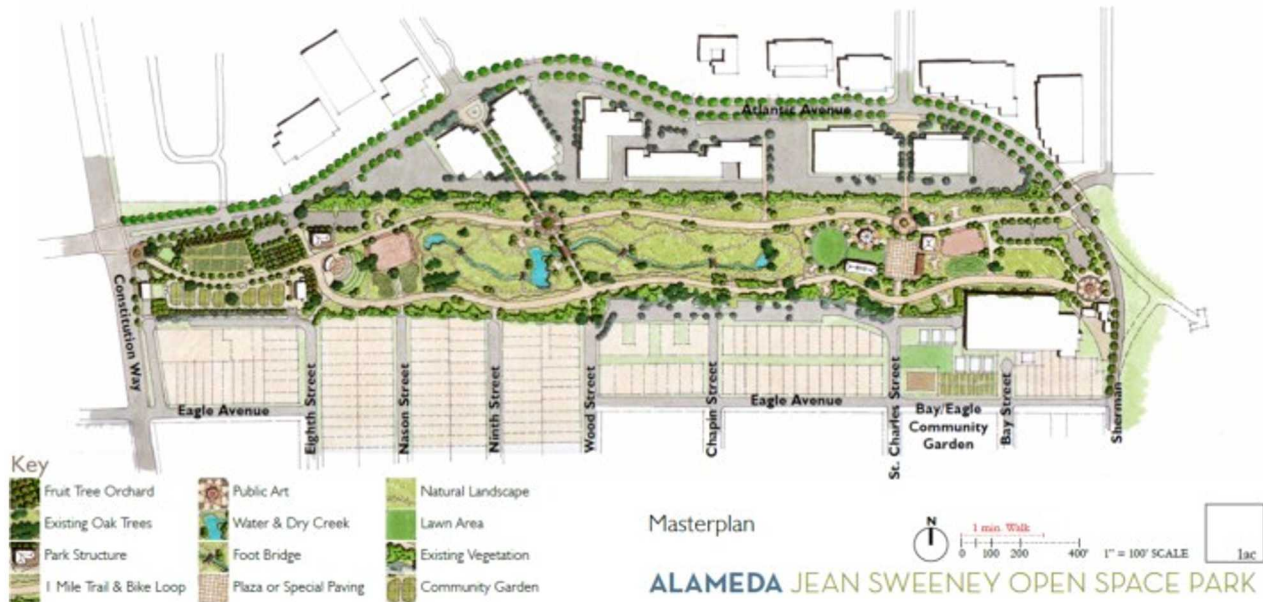 Atlantic Avenue
Constitution Way
Eagle Avenue
Eighth Street
Nason Street
Ninth Street
Wood Street
Chapin Street
Eagle Avenue
St. Charles Street
Bay/Eagle
Community
Garden
Bay Street
Sherman
Key
Fruit Tree Orchard
Existing Oak Trees
Park Structure
1 Mile Trail & Bike Loop
Public Art
Water & Dry Creek
Foot Bridge
Plaza or Special Paving
Natural Landscape
Lawn Area
Existing Vegetation
Community Garden
Masterplan
N
1 min. Walk
0 100 200 400'
1" = 100' SCALE
1ac
ALAMEDA JEAN SWEENEY OPEN SPACE PARK